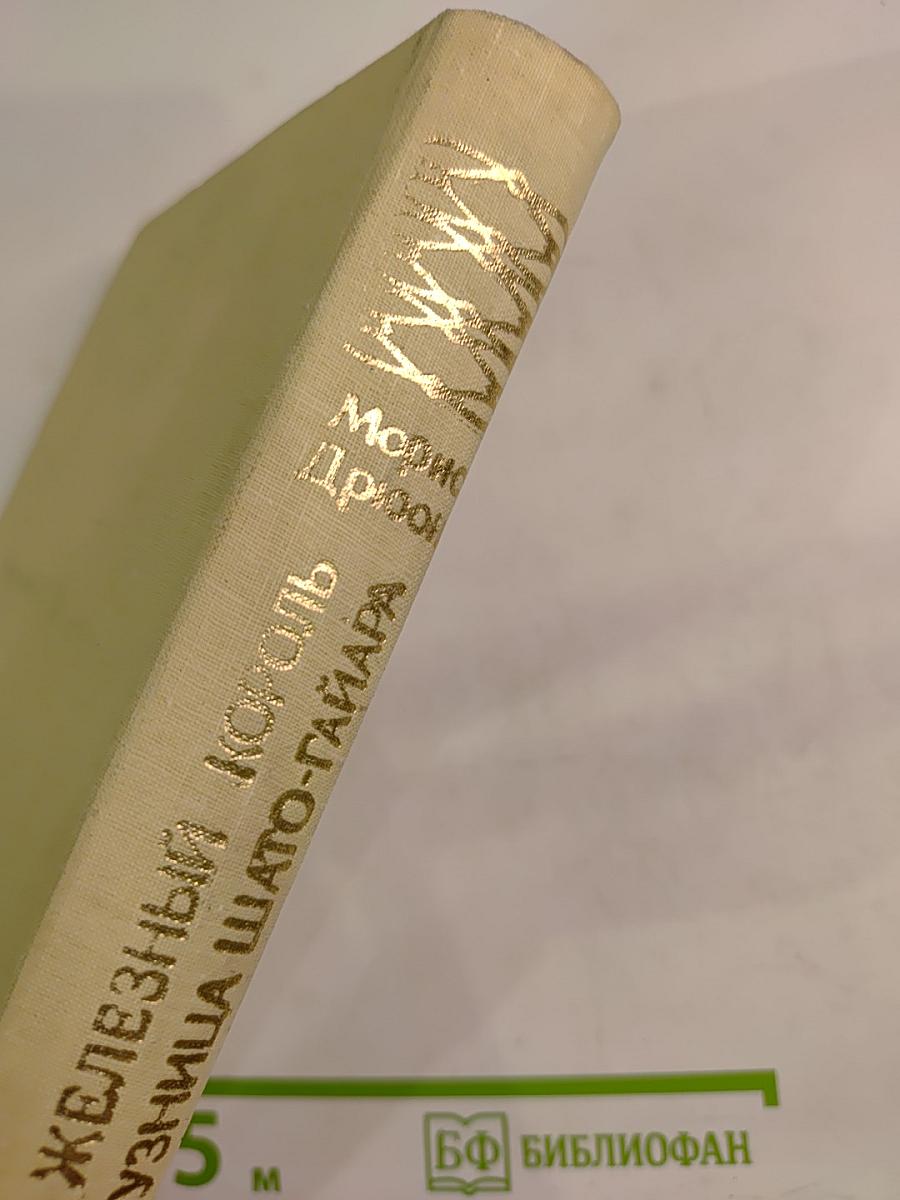 Морис
Дрюон
ЖЕЛЕЗНЫЙ КОРОЛЬ
УЗНИЦА ШАТО-ГАЙАРА
5 м
БФ БИБЛИОФАН